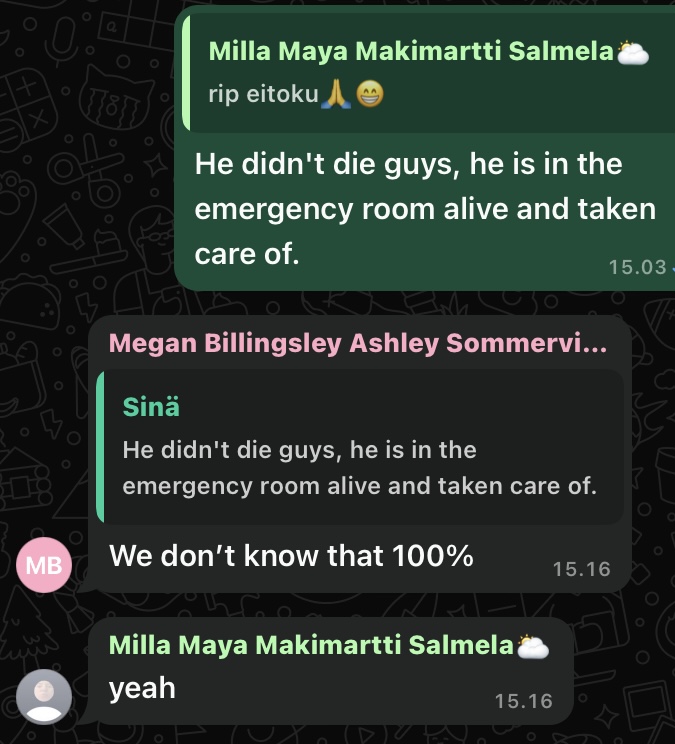 Milla Maya Makimartti Salmela🌥️
rip eitoku🙏😁
He didn't die guys, he is in the
emergency room alive and taken
care of.
15.03
Megan Billingsley Ashley Sommervi...
Sinä
He didn't die guys, he is in the
emergency room alive and taken care of.
We don’t know that 100%
15.16
MB
Milla Maya Makimartti Salmela🌥️
yeah
15.16